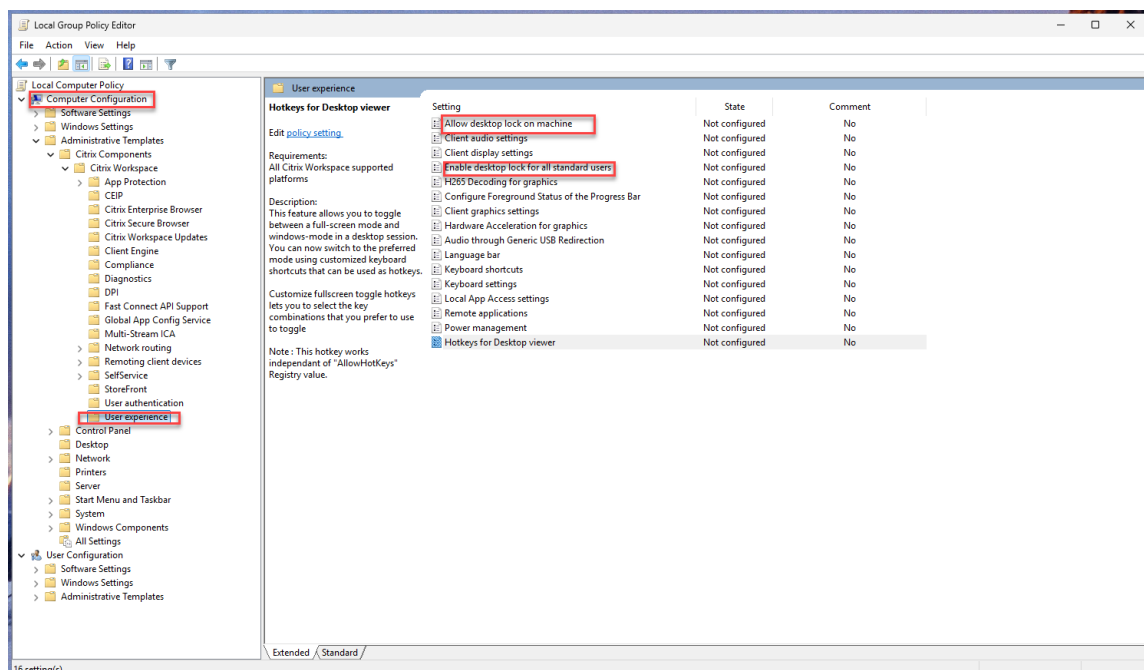 Local Group Policy Editor
File Action View Help
Local Computer Policy
Computer Configuration
Software Settings
Windows Settings
Administrative Templates
Citrix Components
Citrix Workspace
App Protection
CEIP
Citrix Enterprise Browser
Citrix Secure Browser
Citrix Workspace Updates
Client Engine
Compliance
Diagnostics
DPI
Fast Connect API Support
Global App Config Service
Multi-Stream ICA
Network routing
Remoting client devices
SelfService
StoreFront
User authentication
User experience
Control Panel
Desktop
Network
Printers
Server
Start Menu and Taskbar
System
Windows Components
All Settings
User Configuration
Software Settings
Windows Settings
Administrative Templates
User experience
Hotkeys for Desktop viewer
Edit policy setting
Requirements:
All Citrix Workspace supported
platforms
Description:
This feature allows you to toggle
between a full-screen mode and
windows-mode in a desktop session.
You can now switch to the preferred
mode using customized keyboard
shortcuts that can be used as hotkeys.
Customize fullscreen toggle hotkeys
lets you to select the key
combinations that you prefer to use
to toggle
Note : This hotkey works
independant of "AllowHotKeys"
Registry value.
Setting State Comment
Allow desktop lock on machine Not configured No
Client audio settings Not configured No
Client display settings Not configured No
Enable desktop lock for all standard users Not configured No
H265 Decoding for graphics Not configured No
Configure Foreground Status of the Progress Bar Not configured No
Client graphics settings Not configured No
Hardware Acceleration for graphics Not configured No
Audio through Generic USB Redirection Not configured No
Language bar Not configured No
Keyboard shortcuts Not configured No
Keyboard settings Not configured No
Local App Access settings Not configured No
Remote applications Not configured No
Power management Not configured No
Hotkeys for Desktop viewer Not configured No
Extended Standard
16 setting(s)